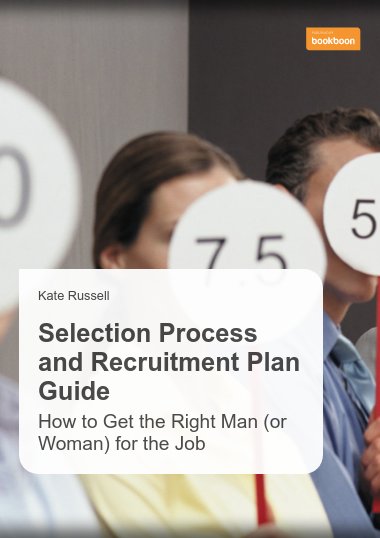 bookboon
0
7.5
5
Kate Russell
Selection Process
and Recruitment Plan
Guide
How to Get the Right Man (or
Woman) for the Job